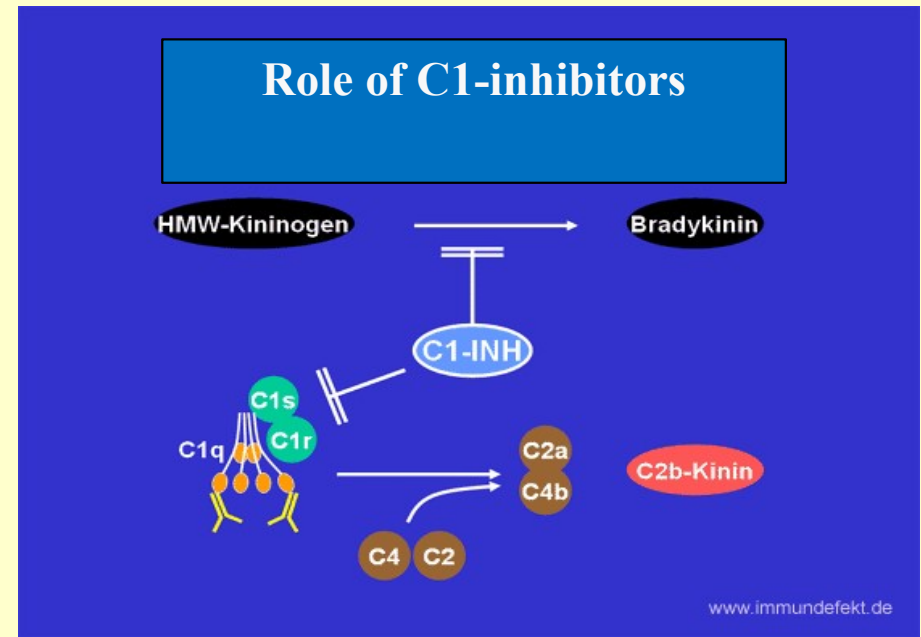 Role of C1-inhibitors
HMW-Kininogen
Bradykinin
C1-INH
C1s
C1r
C1q
C2a
C4b
C2b-Kinin
C4
C2
www.immundefekt.de